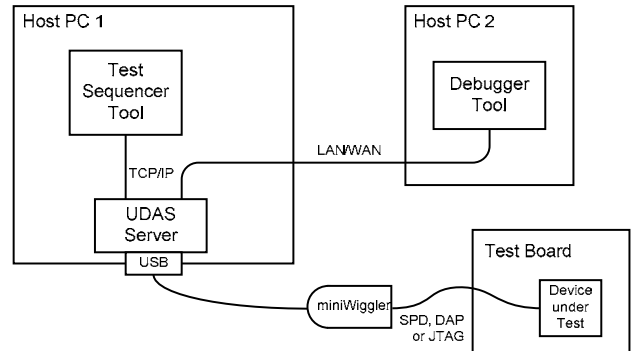 Host PC 1
Host PC 2
Test
Sequencer
Tool
Debugger
Tool
LAN/WAN
TCP/IP
UDAS
Server
USB
Test Board
miniWiggler
Device
under
Test
SPD, DAP
or JTAG